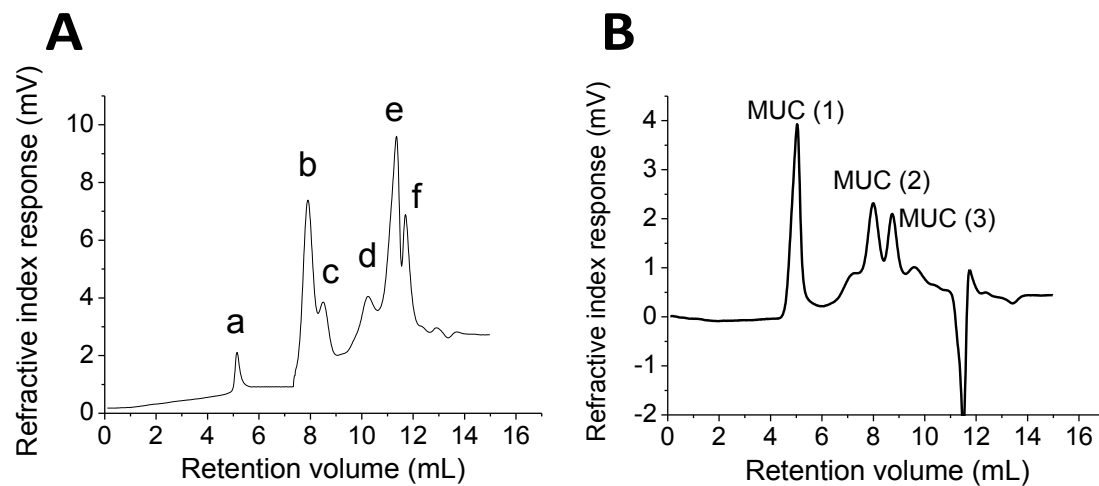 A
Refractive index response (mV)
10
8
6
4
2
0
a
b
c
d
e
f
0 2 4 6 8 10 12 14 16
Retention volume (mL)
B
Refractive index response (mV)
4
3
2
1
0
-1
-2
MUC (1)
MUC (2)
MUC (3)
0 2 4 6 8 10 12 14 16
Retention volume (mL)